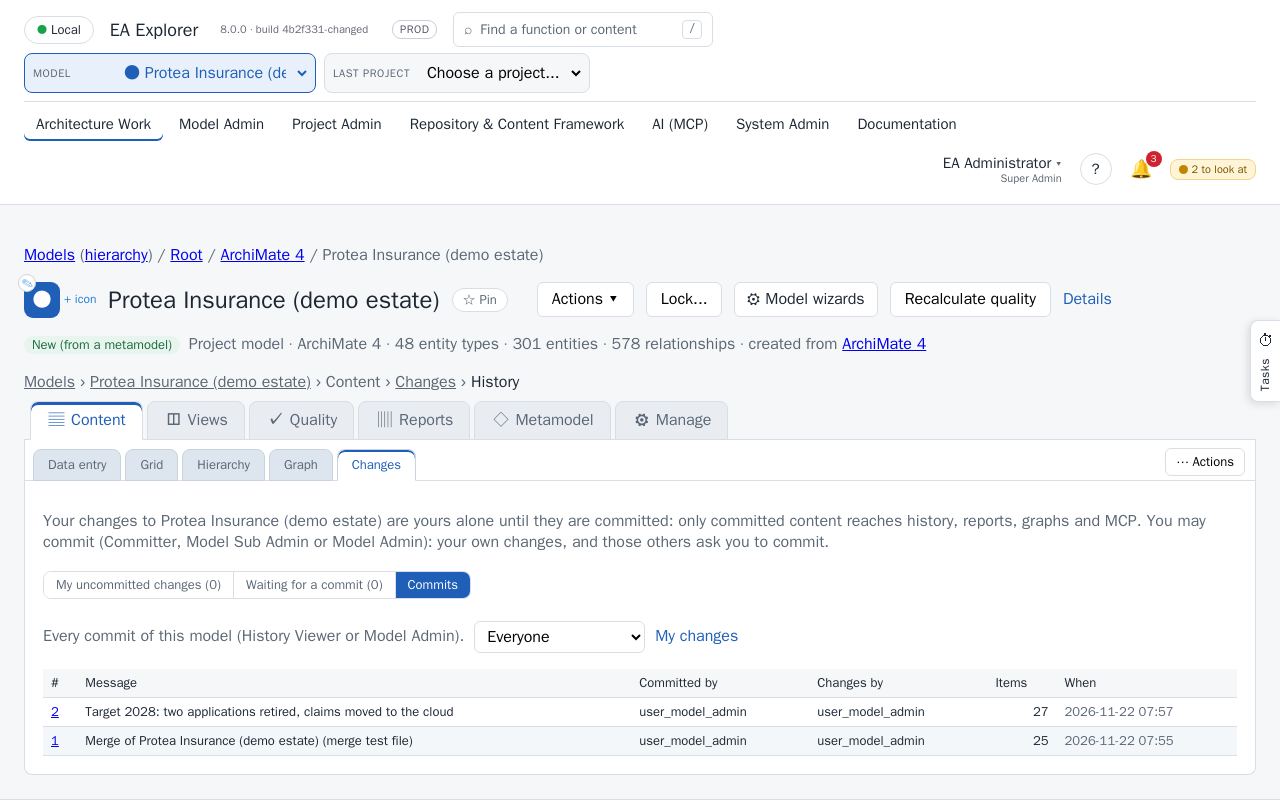 Local EA Explorer 8.0.0 · build 4b2f331-changed PROD Find a function or content /
MODEL Protea Insurance (de LAST PROJECT Choose a project...
Architecture Work Model Admin Project Admin Repository & Content Framework AI (MCP) System Admin Documentation
EA Administrator ▾ ? 3 2 to look at
Super Admin
Models (hierarchy) / Root / ArchiMate 4 / Protea Insurance (demo estate)
+ icon Protea Insurance (demo estate) ☆ Pin Actions ▾ Lock... ⚙ Model wizards Recalculate quality Details
New (from a metamodel) Project model · ArchiMate 4 · 48 entity types · 301 entities · 578 relationships · created from ArchiMate 4
Tasks
Models › Protea Insurance (demo estate) › Content › Changes › History
Content Views Quality Reports Metamodel Manage
Data entry Grid Hierarchy Graph Changes ··· Actions
Your changes to Protea Insurance (demo estate) are yours alone until they are committed: only committed content reaches history, reports, graphs and MCP. You may
commit (Committer, Model Sub Admin or Model Admin): your own changes, and those others ask you to commit.
My uncommitted changes (0) Waiting for a commit (0) Commits
Every commit of this model (History Viewer or Model Admin). Everyone My changes
# Message Committed by Changes by Items When
2 Target 2028: two applications retired, claims moved to the cloud user_model_admin user_model_admin 27 2026-11-22 07:57
1 Merge of Protea Insurance (demo estate) (merge test file) user_model_admin user_model_admin 25 2026-11-22 07:55